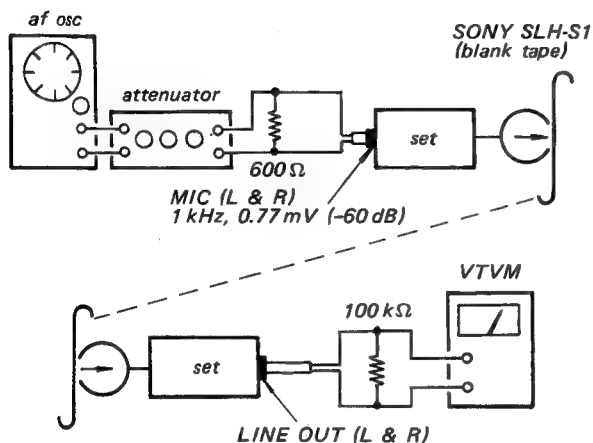 af osc
attenuator
SONY SLH-S1
(blank tape)
set
600 Ω
MIC (L & R)
1 kHz, 0.77 mV (-60 dB)
VTVM
100 kΩ
set
LINE OUT (L & R)